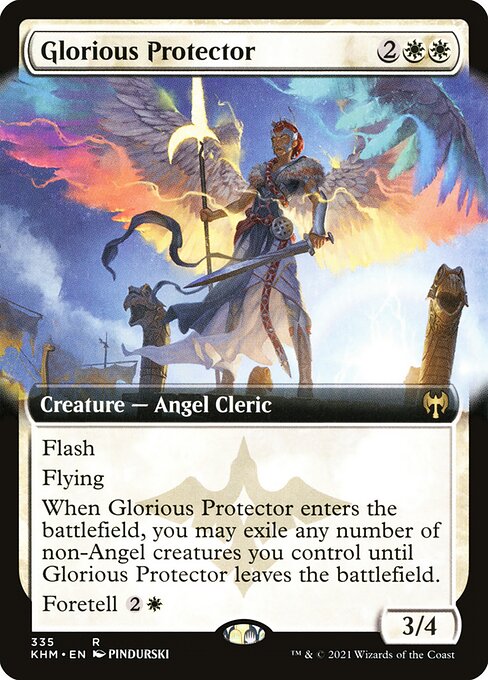 Glorious Protector 2
Creature — Angel Cleric
Flash
Flying
When Glorious Protector enters the
battlefield, you may exile any number of
non-Angel creatures you control until
Glorious Protector leaves the battlefield.
Foretell 2
3/4
335 R
KHM • EN PINDURSKI
™ & © 2021 Wizards of the Coast